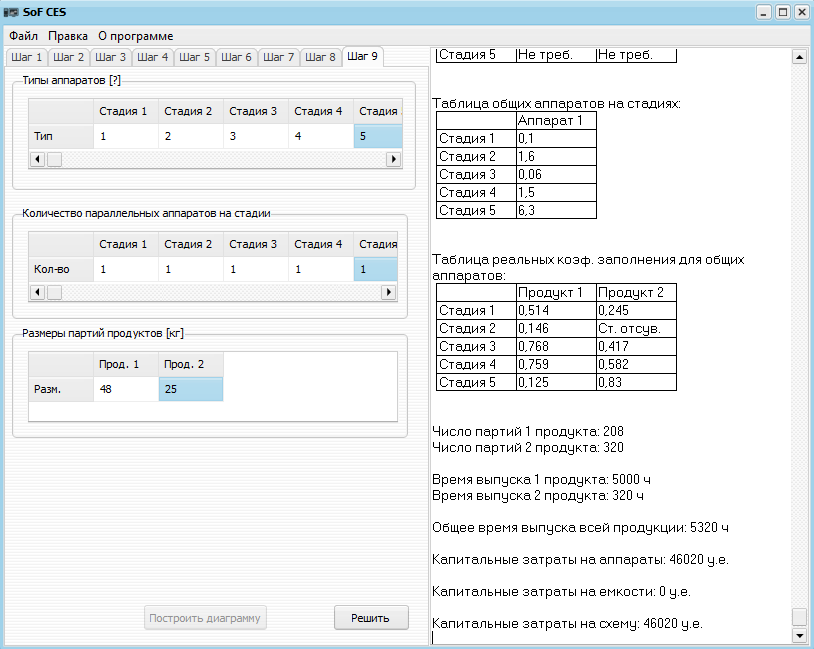 SoF CES
Файл Правка О программе
Шаг 1 Шаг 2 Шаг 3 Шаг 4 Шаг 5 Шаг 6 Шаг 7 Шаг 8 Шаг 9
Типы аппаратов [?]
Стадия 1 Стадия 2 Стадия 3 Стадия 4 Стадия
Тип 1 2 3 4 5
Количество параллельных аппаратов на стадии
Стадия 1 Стадия 2 Стадия 3 Стадия 4 Стадия
Кол-во 1 1 1 1 1
Размеры партий продуктов [кг]
Прод. 1 Прод. 2
Разм. 48 25
Построить диаграмму Решить
Стадия 5 Не треб. Не треб.
Таблица общих аппаратов на стадиях:
Аппарат 1
Стадия 1 0,1
Стадия 2 1,6
Стадия 3 0,06
Стадия 4 1,5
Стадия 5 6,3
Таблица реальных коэф. заполнения для общих
аппаратов:
Продукт 1 Продукт 2
Стадия 1 0,514 0,245
Стадия 2 0,146 Ст. отсув.
Стадия 3 0,768 0,417
Стадия 4 0,759 0,582
Стадия 5 0,125 0,83
Число партий 1 продукта: 208
Число партий 2 продукта: 320
Время выпуска 1 продукта: 5000 ч
Время выпуска 2 продукта: 320 ч
Общее время выпуска всей продукции: 5320 ч
Капитальные затраты на аппараты: 46020 у.е.
Капитальные затраты на емкости: 0 у.е.
Капитальные затраты на схему: 46020 у.е.